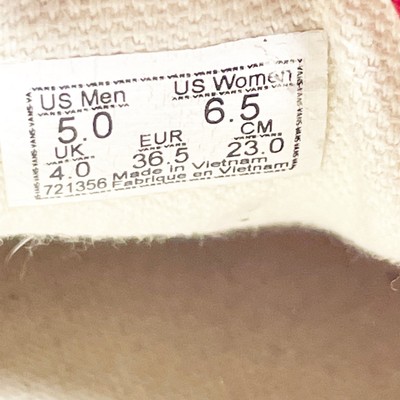 US Men US Women
5.0 6.5
UK EUR CM
4.0 36.5 23.0
Made in Vietnam
721356 Fabrique en Vietnam